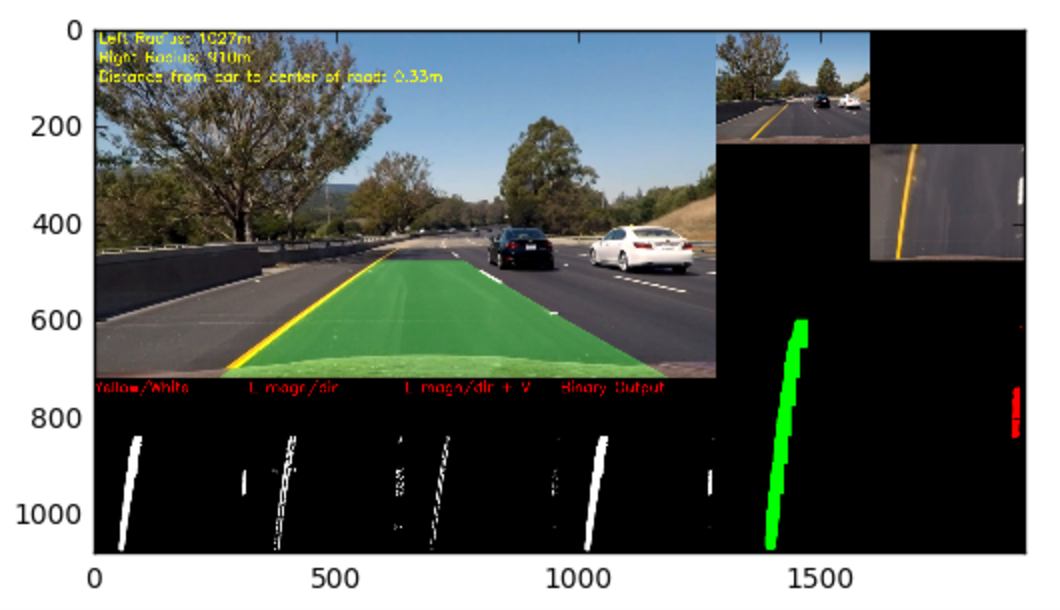 0
200
400
600
800
1000
0 500 1000 1500
Left Radius: 1027m
Right Radius: 910m
Distance from car to center of road: 0.33m
Yellow/White L magn/dir L magn/dir + V Binary Output